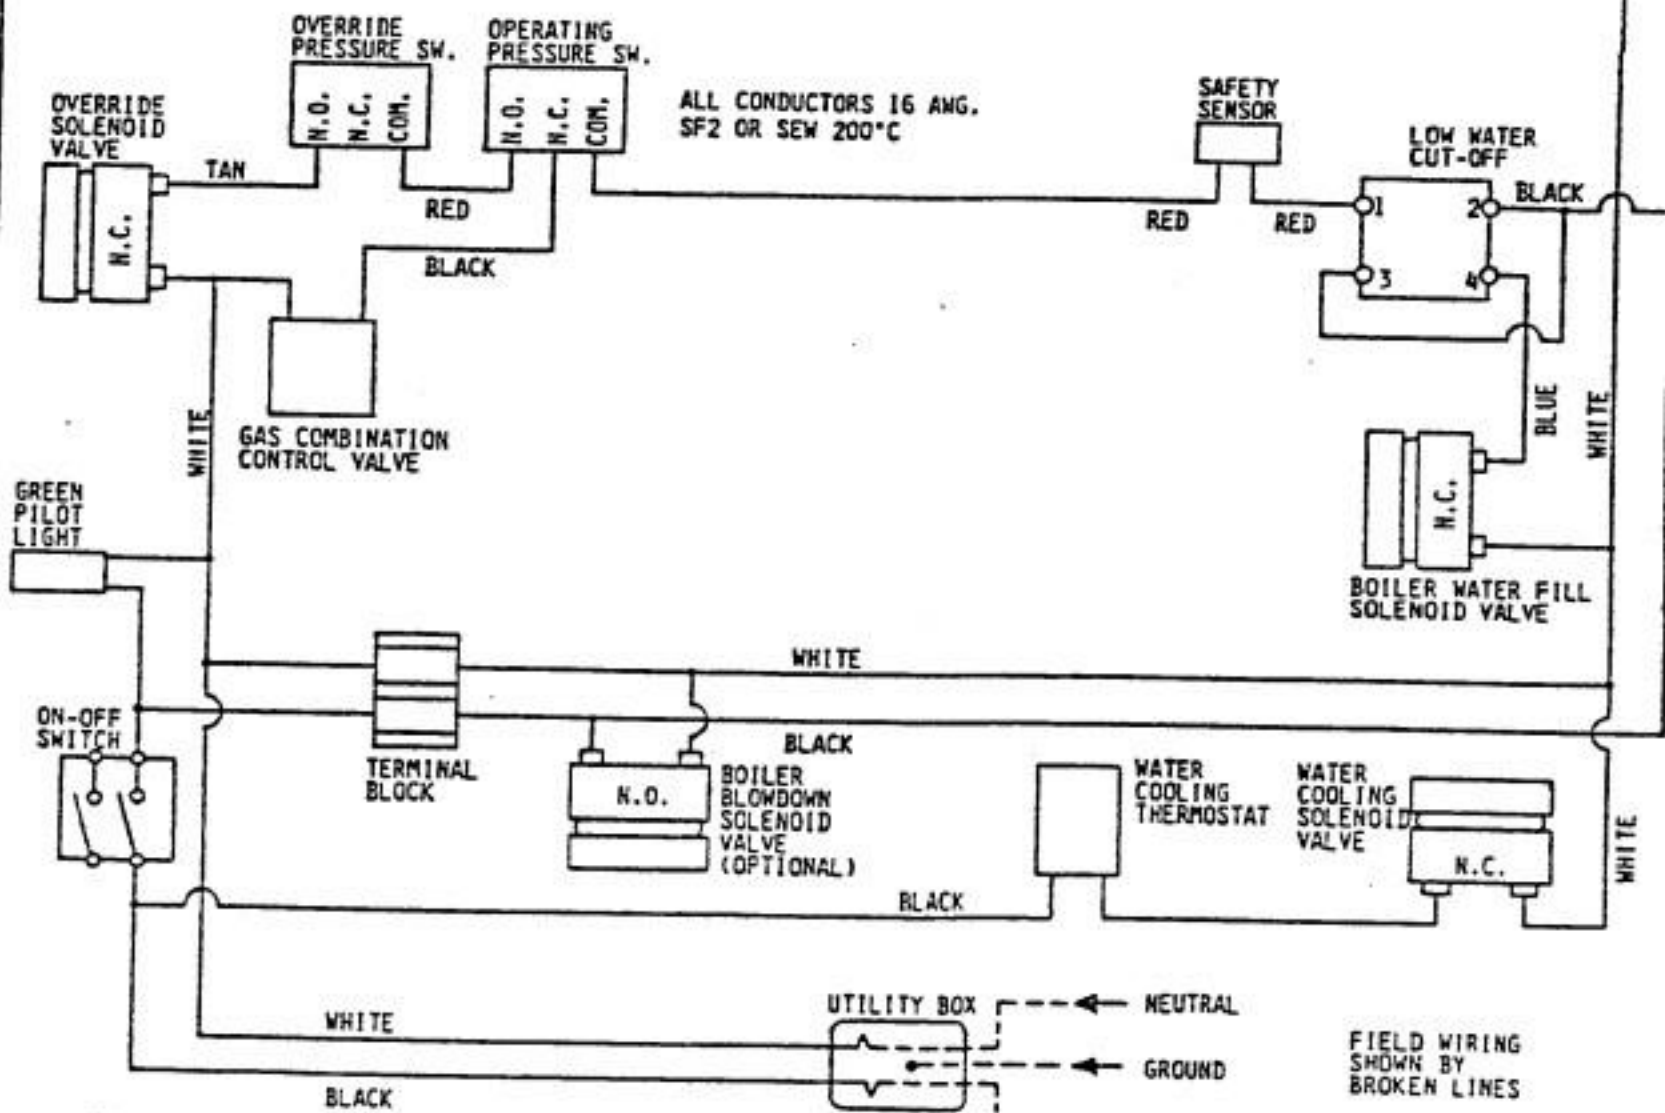 OVERRIDE
PRESSURE SW.
OPERATING
PRESSURE SW.
N.O.
N.C.
COM.
N.O.
N.C.
COM.
ALL CONDUCTORS 16 AWG.
SF2 OR SEW 200°C
SAFETY
SENSOR
LOW WATER
CUT-OFF
OVERRIDE
SOLENOID
VALVE
N.C.
TAN
RED
BLACK
RED
RED
1
2
3
4
BLACK
WHITE
GAS COMBINATION
CONTROL VALVE
BLUE
WHITE
N.C.
BOILER WATER FILL
SOLENOID VALVE
GREEN
PILOT
LIGHT
WHITE
ON-OFF
SWITCH
TERMINAL
BLOCK
BLACK
N.O.
BOILER
BLOWDOWN
SOLENOID
VALVE
(OPTIONAL)
WATER
COOLING
THERMOSTAT
WATER
COOLING
SOLENOID
VALVE
N.C.
WHITE
BLACK
UTILITY BOX
NEUTRAL
WHITE
GROUND
BLACK
FIELD WIRING
SHOWN BY
BROKEN LINES